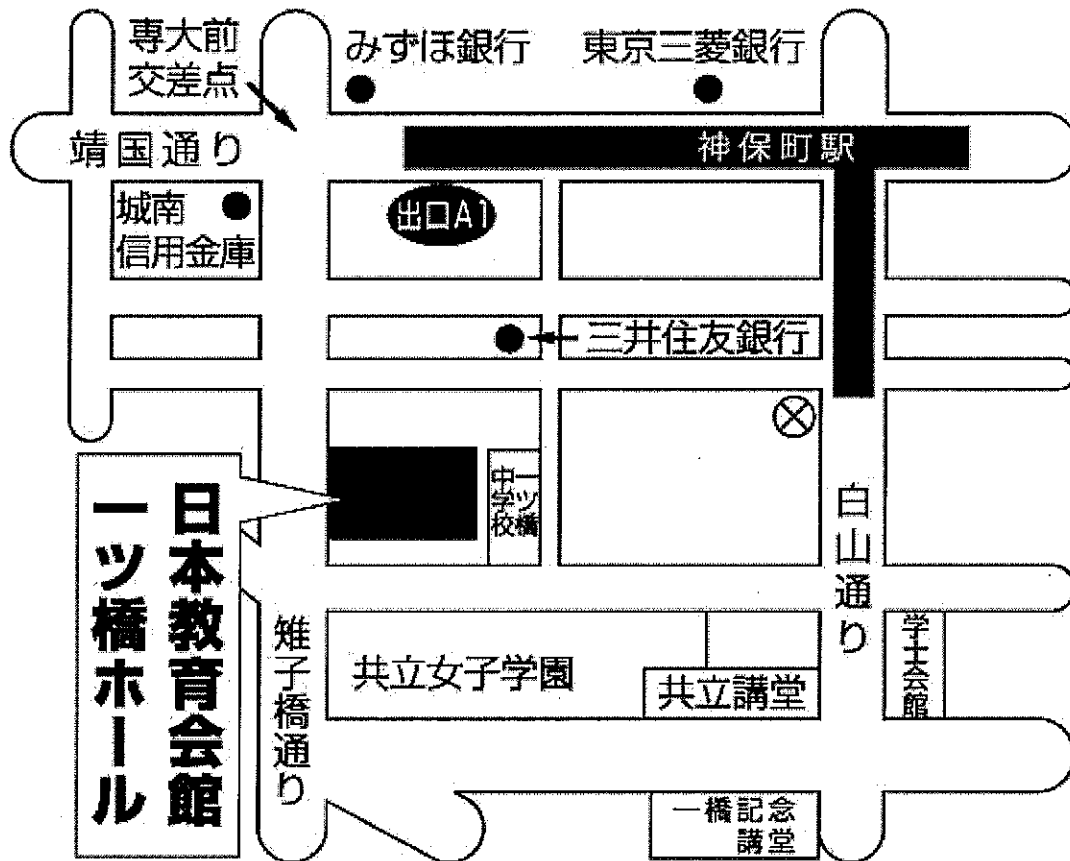 専大前
交差点
みずほ銀行
東京三菱銀行
靖国通り
神保町駅
城南
信用金庫
出口A1
三井住友銀行
一ツ橋
中学校
日本教育会館
一ツ橋ホール
白山通り
雉子橋通り
共立女子学園
共立講堂
学士会館
一橋記念
講堂